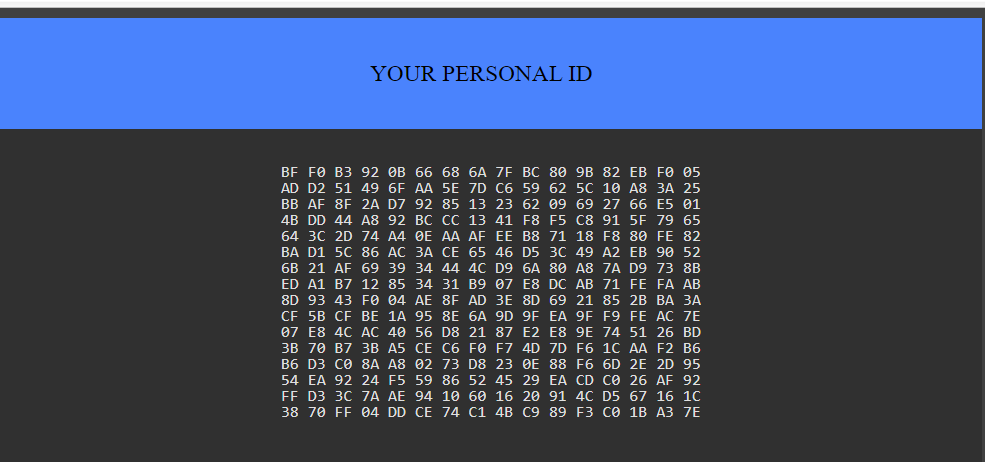 YOUR PERSONAL ID
BF F0 B3 92 0B 66 68 6A 7F BC 80 9B 82 EB F0 05
AD D2 51 49 6F AA 5E 7D C6 59 62 5C 10 A8 3A 25
BB AF 8F 2A D7 92 85 13 23 62 09 69 27 66 E5 01
4B DD 44 A8 92 BC CC 13 41 F8 F5 C8 91 5F 79 65
64 3C 2D 74 A4 0E AA AF EE B8 71 18 F8 80 FE 82
BA D1 5C 86 AC 3A CE 65 46 D5 3C 49 A2 EB 90 52
6B 21 AF 69 39 34 44 4C D9 6A 80 A8 7A D9 73 8B
ED A1 B7 12 85 34 31 B9 07 E8 DC AB 71 FE FA AB
8D 93 43 F0 04 AE 8F AD 3E 8D 69 21 85 2B BA 3A
CF 5B CF BE 1A 95 8E 6A 9D 9F EA 9F F9 FE AC 7E
07 E8 4C AC 40 56 D8 21 87 E2 E8 9E 74 51 26 BD
3B 70 B7 3B A5 CE C6 F0 F7 4D 7D F6 1C AA F2 B6
B6 D3 C0 8A A8 02 73 D8 23 0E 88 F6 6D 2E 2D 95
54 EA 92 24 F5 59 86 52 45 29 EA CD C0 26 AF 92
FF D3 3C 7A AE 94 10 60 16 20 91 4C D5 67 16 1C
38 70 FF 04 DD CE 74 C1 4B C9 89 F3 C0 1B A3 7E